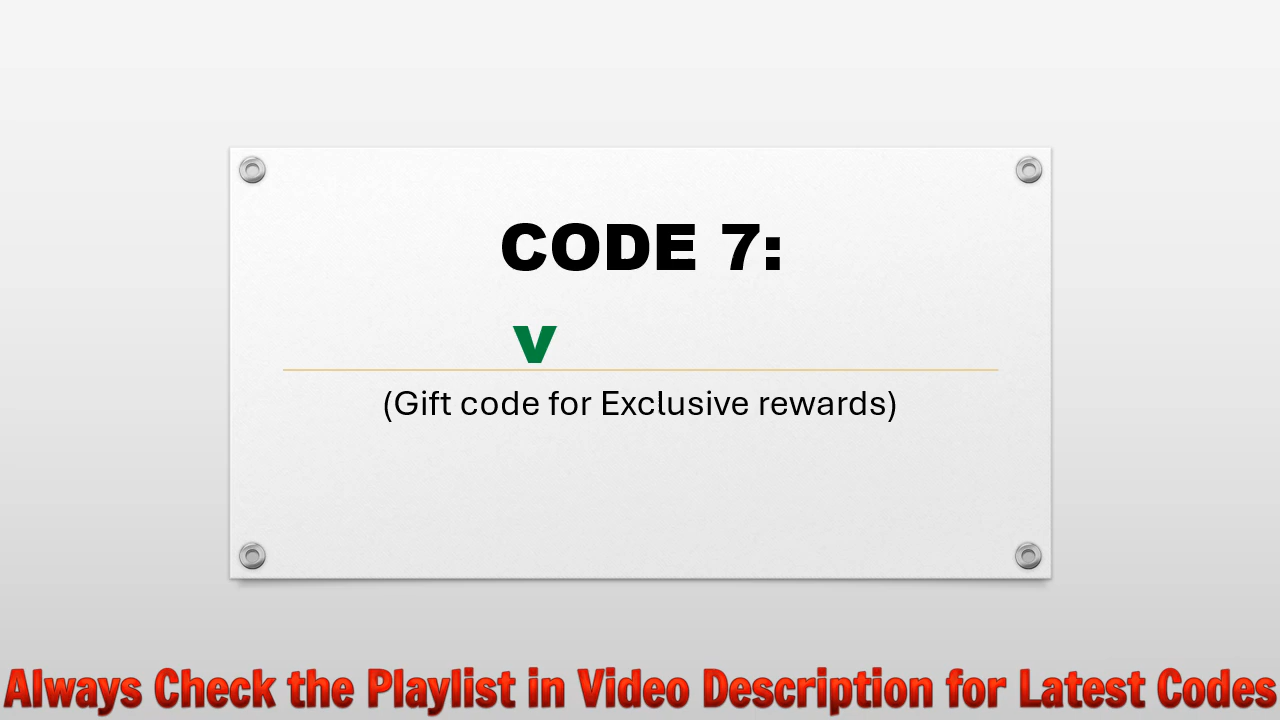 CODE 7:
V
(Gift code for Exclusive rewards)
Always Check the Playlist in Video Description for Latest Codes